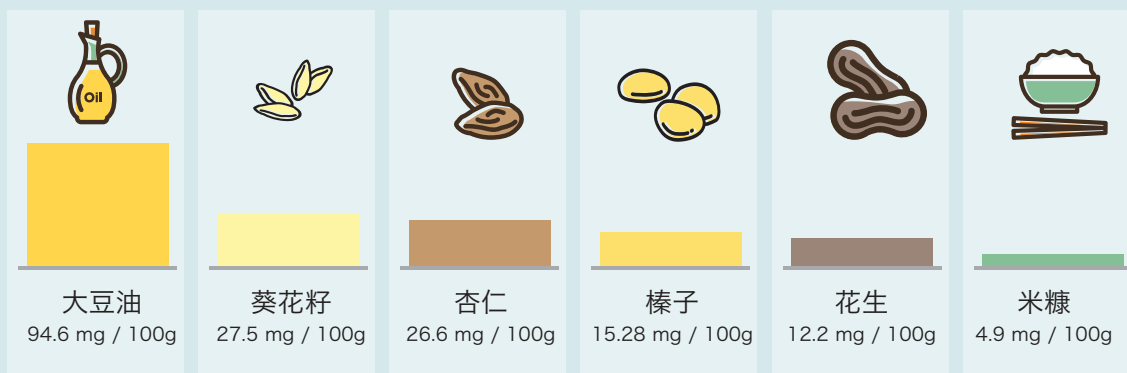 Oil
大豆油
94.6 mg / 100g
葵花籽
27.5 mg / 100g
杏仁
26.6 mg / 100g
榛子
15.28 mg / 100g
花生
12.2 mg / 100g
米糠
4.9 mg / 100g